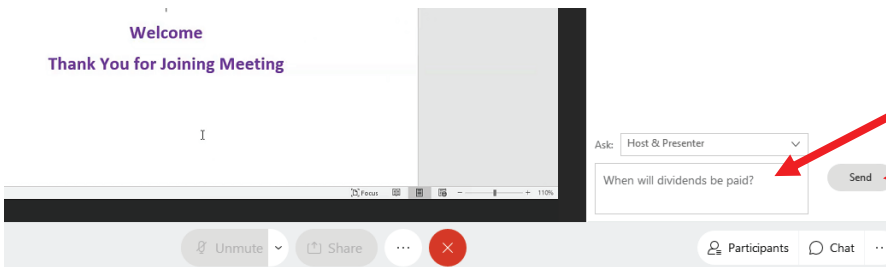 Welcome
Thank You for Joining Meeting
Focus
110%
Ask: Host & Presenter
When will dividends be paid?
Send
Unmute
Share
Participants
Chat